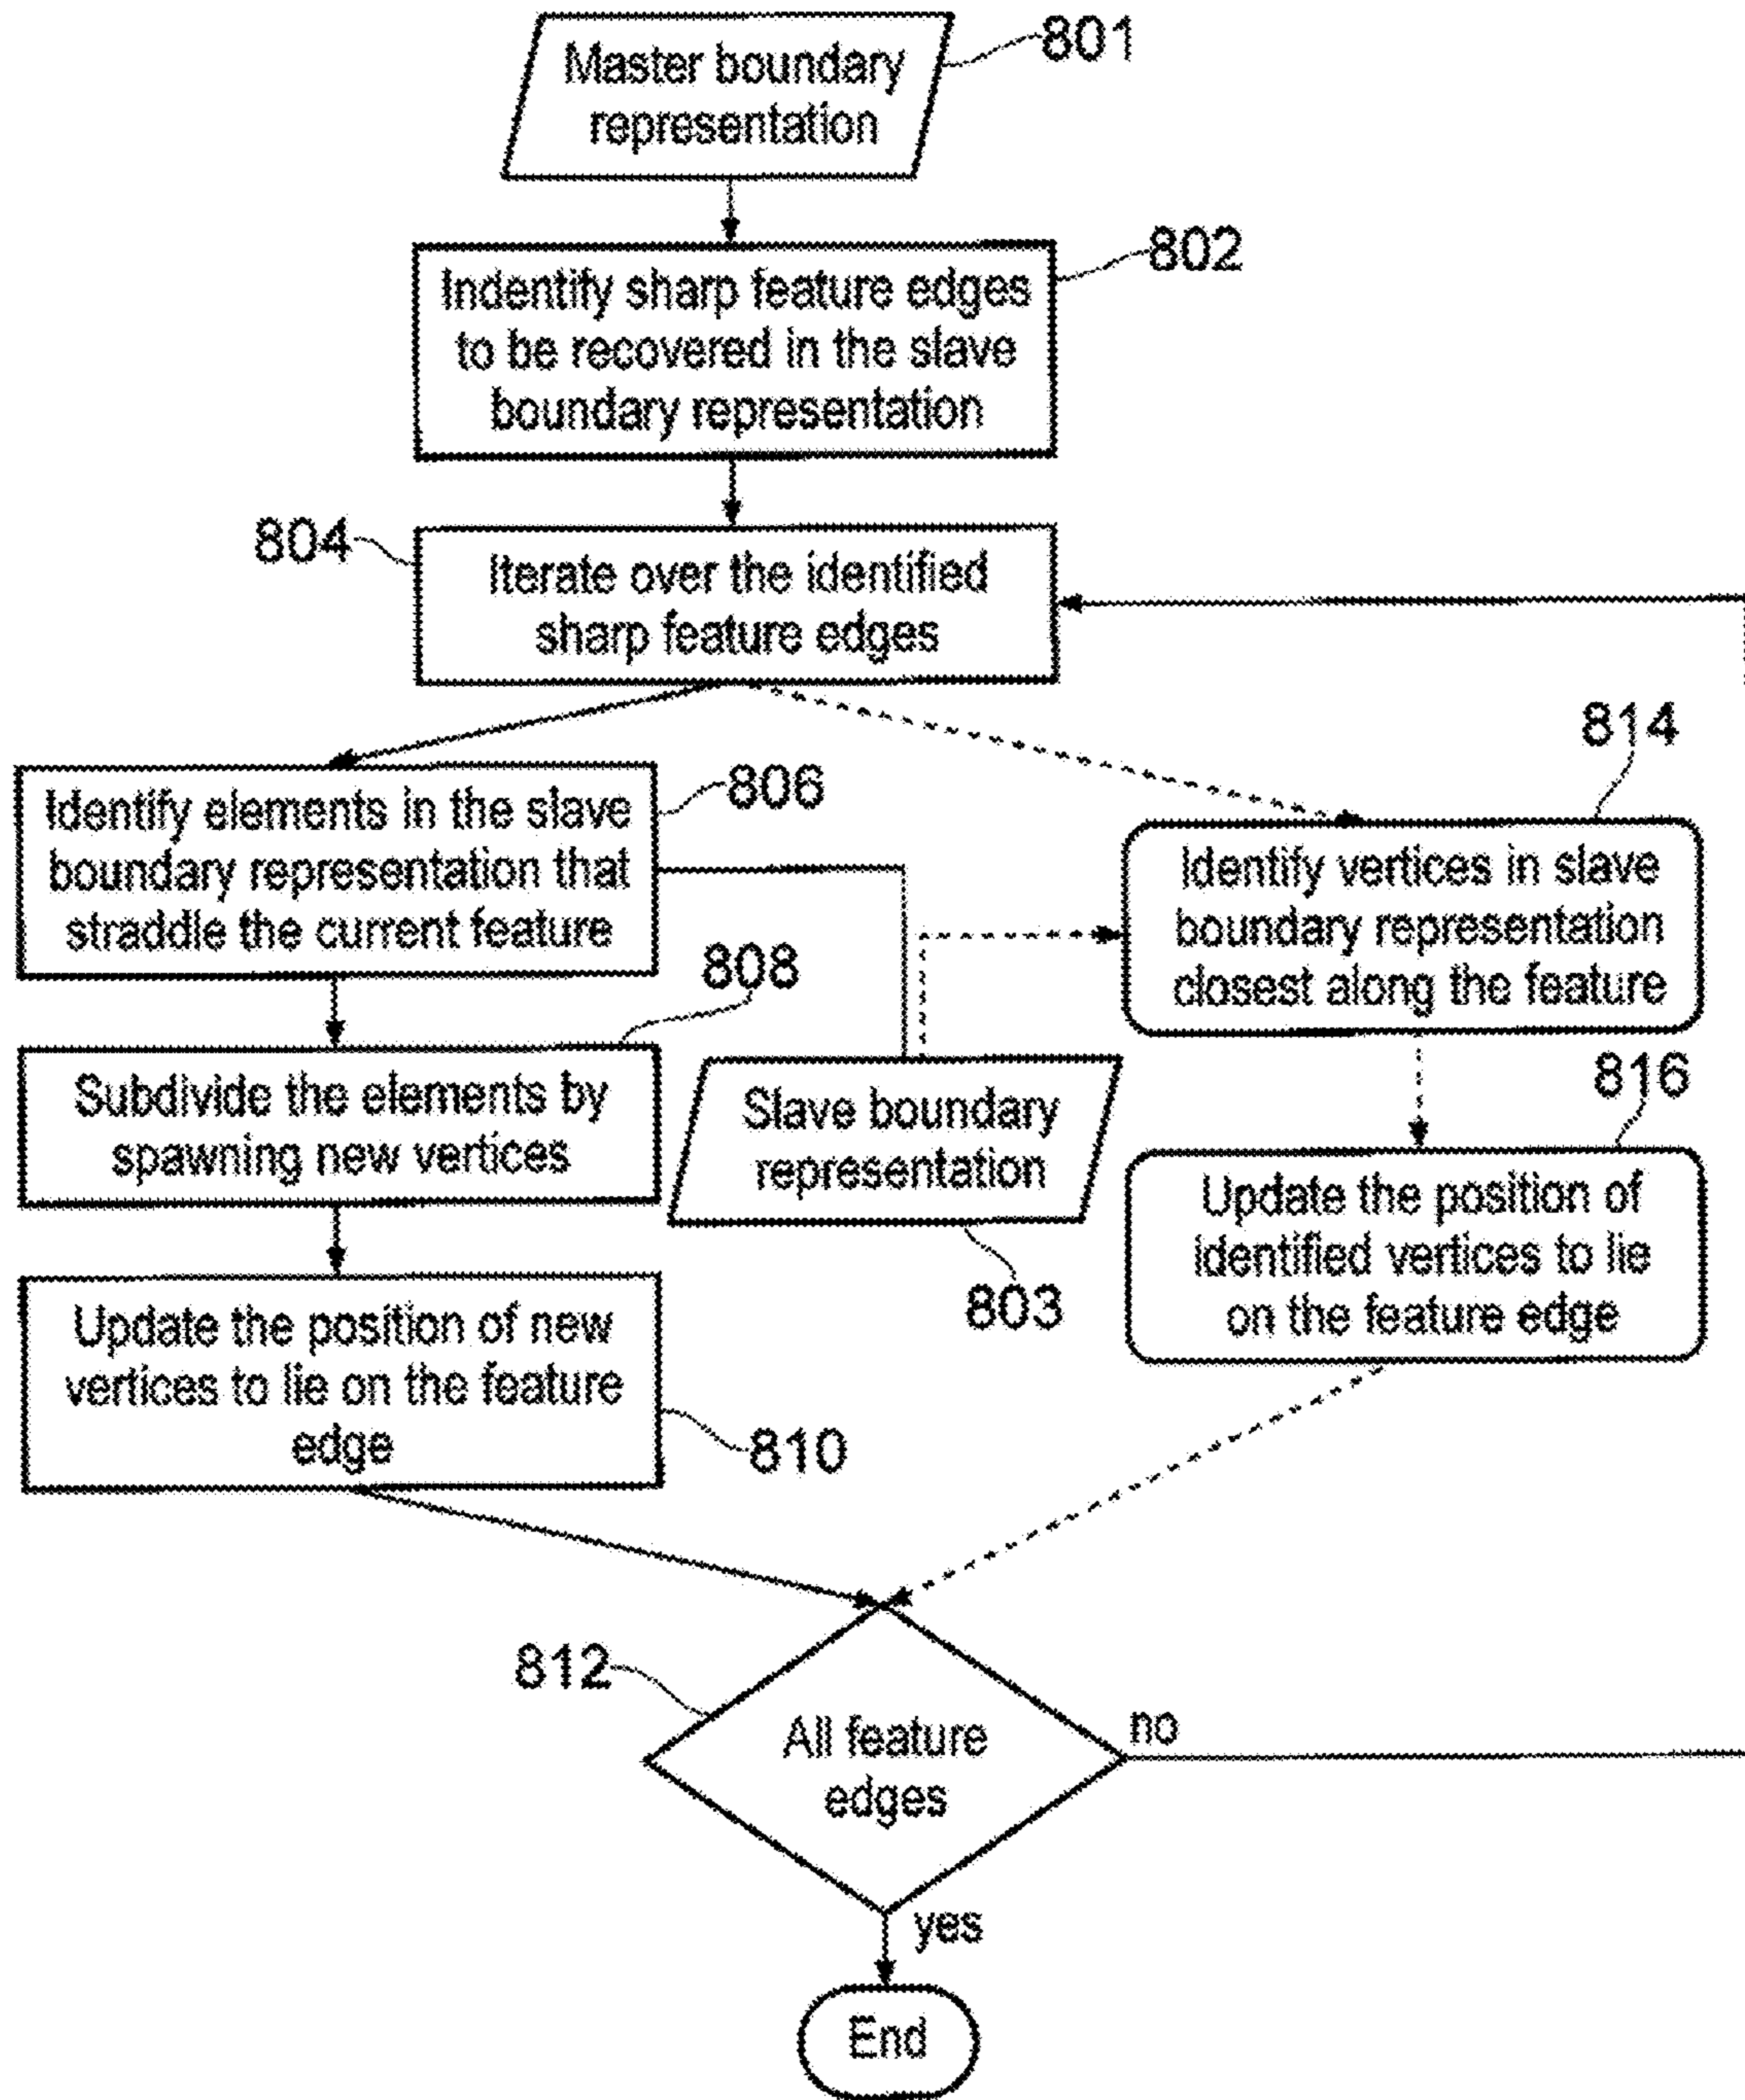 Master boundary
representation
801
Indentify sharp feature edges
to be recovered in the slave
boundary representation
802
804
Iterate over the identified
sharp feature edges
Identify elements in the slave
boundary representation that
straddle the current feature
806
814
Identify vertices in slave
boundary representation
closest along the feature
808
Subdivide the elements by
spawning new vertices
Slave boundary
representation
803
816
Update the position of
identified vertices to lie
on the feature edge
Update the position of new
vertices to lie on the feature
edge
810
812
All feature
edges
no
yes
End